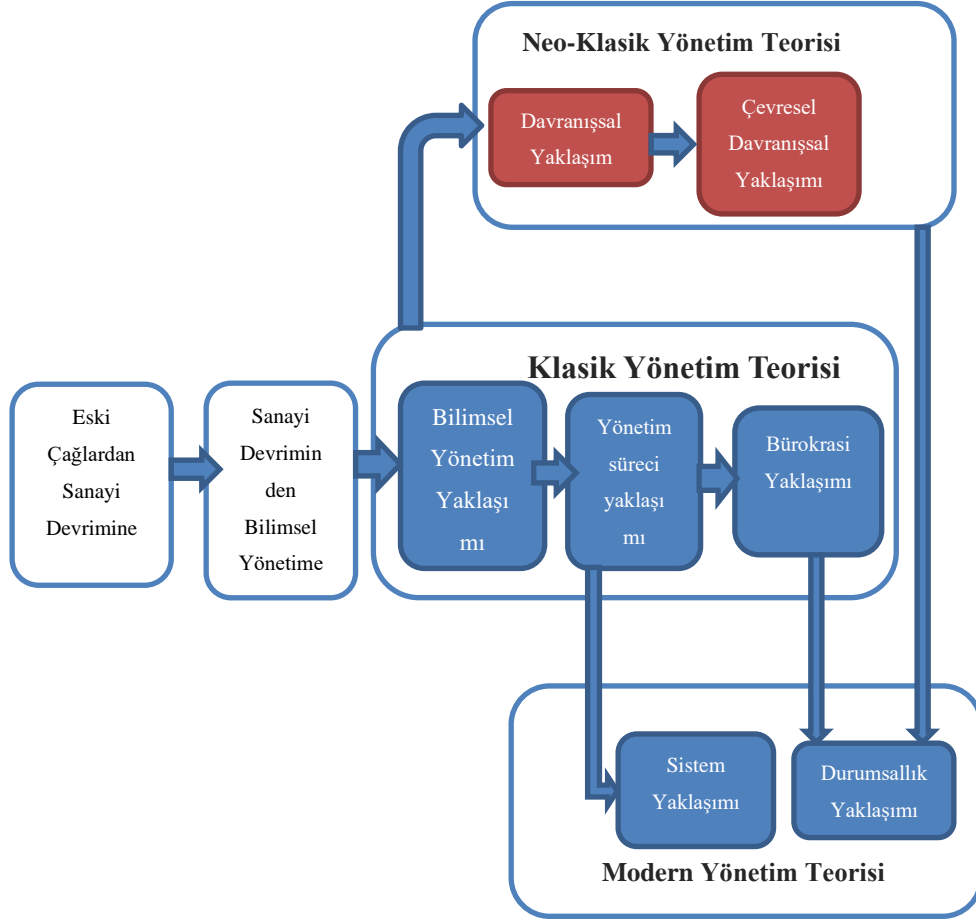 Neo-Klasik Yönetim Teorisi
Davranışsal
Yaklaşım
Çevresel
Davranışsal
Yaklaşımı
Klasik Yönetim Teorisi
Eski
Çağlardan
Sanayi
Devrimine
Sanayi
Devrimin
den
Bilimsel
Yönetime
Bilimsel
Yönetim
Yaklaşı
mı
Yönetim
süreci
yaklaşı
mı
Bürokrasi
Yaklaşımı
Sistem
Yaklaşımı
Durumsallık
Yaklaşımı
Modern Yönetim Teorisi